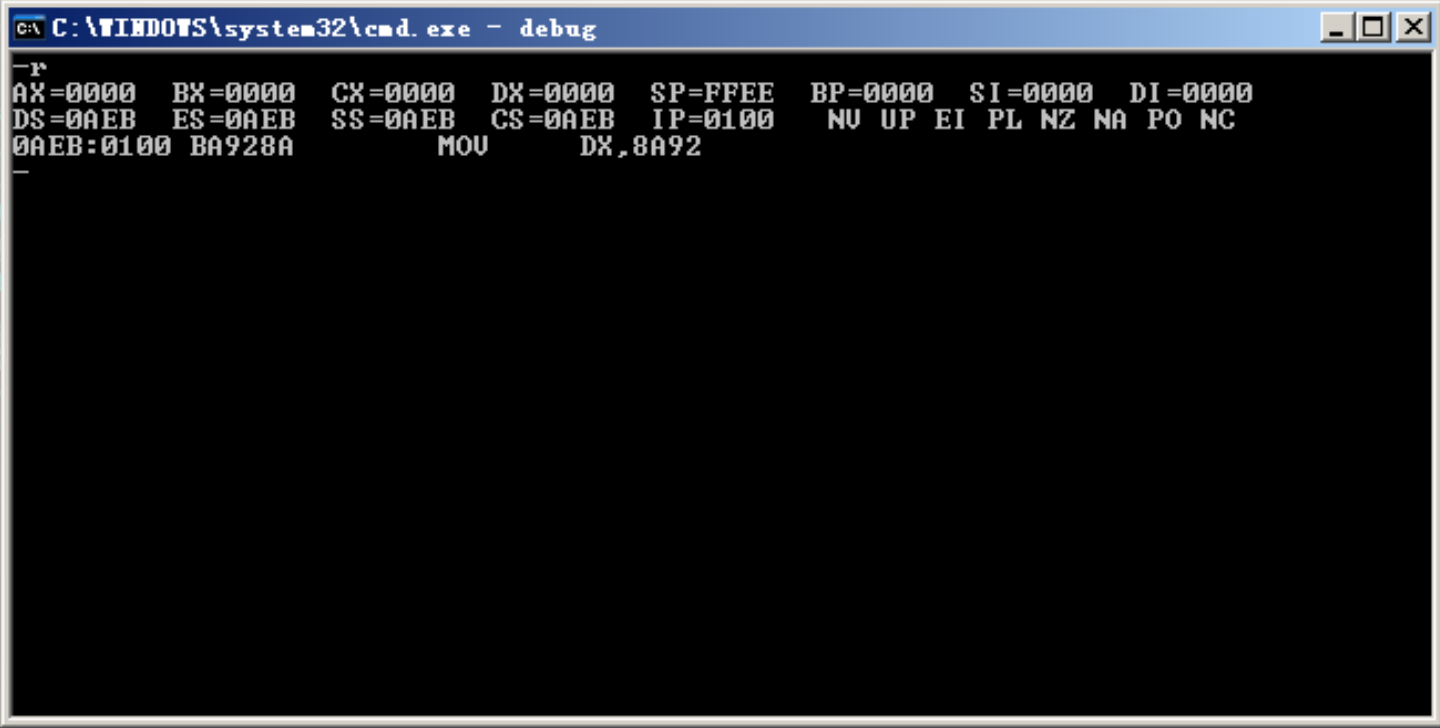 C:\WINDOWS\system32\cmd.exe - debug
-r
AX=0000  BX=0000  CX=0000  DX=0000  SP=FFEE  BP=0000  SI=0000  DI=0000
DS=0AEB  ES=0AEB  SS=0AEB  CS=0AEB  IP=0100   NV UP EI PL NZ NA PO NC
0AEB:0100 BA928A        MOV     DX,8A92
-